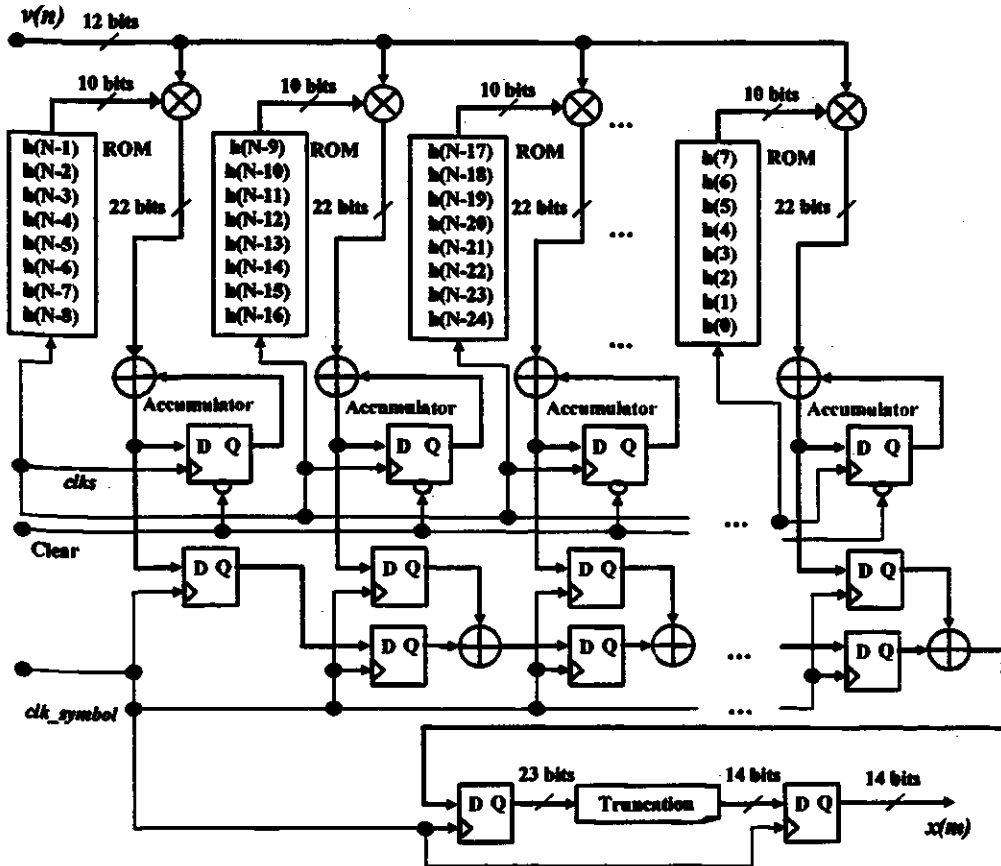 v(n)
12 bits
10 bits
10 bits
10 bits
10 bits
...
h(N-1)
h(N-2)
h(N-3)
h(N-4)
h(N-5)
h(N-6)
h(N-7)
h(N-8)
ROM
22 bits
h(N-9)
h(N-10)
h(N-11)
h(N-12)
h(N-13)
h(N-14)
h(N-15)
h(N-16)
ROM
22 bits
h(N-17)
h(N-18)
h(N-19)
h(N-20)
h(N-21)
h(N-22)
h(N-23)
h(N-24)
ROM
22 bits
...
...
h(7)
h(6)
h(5)
h(4)
h(3)
h(2)
h(1)
h(0)
ROM
22 bits
Accumulator
Accumulator
Accumulator
Accumulator
D Q
D Q
D Q
D Q
clks
...
Clear
D Q
D Q
D Q
D Q
D Q
D Q
...
D Q
clk_symbol
...
D Q
23 bits
Truncation
14 bits
D Q
14 bits
x(m)